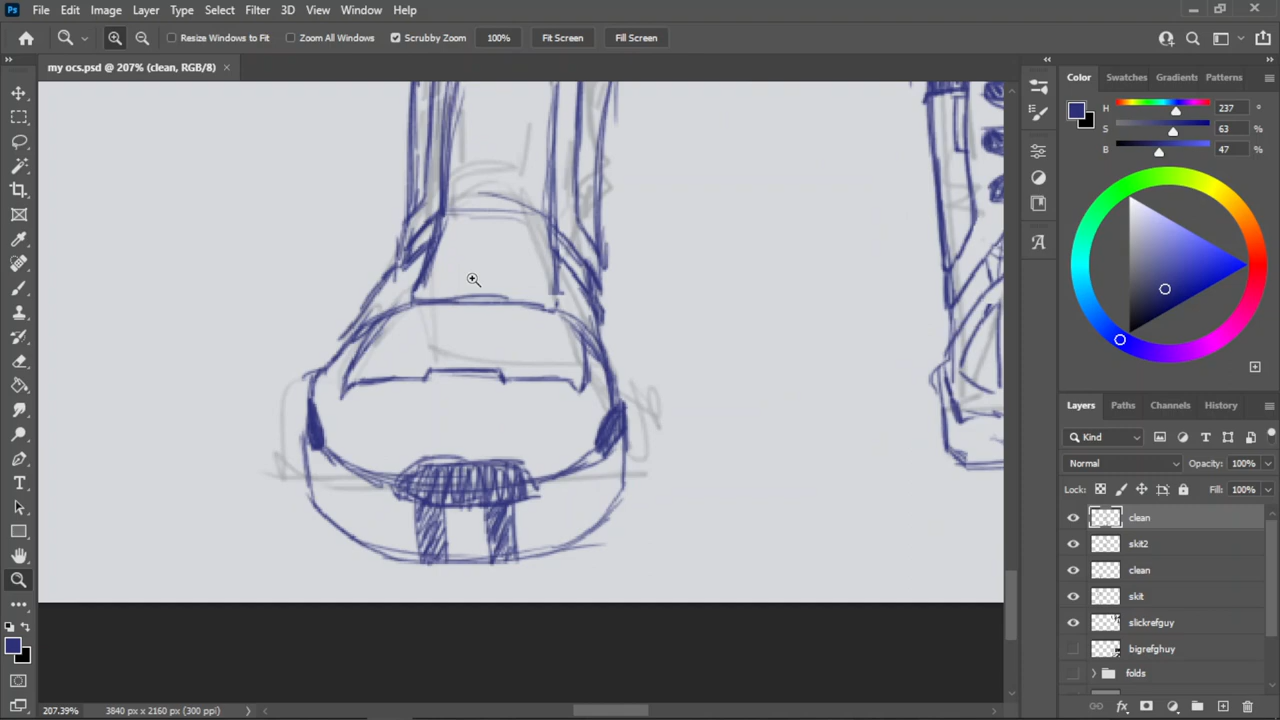 Ps File Edit Image Layer Type Select Filter 3D View Window Help
Resize Windows to Fit Zoom All Windows Scrubby Zoom 100% Fit Screen Fill Screen
my ocs.psd @ 207% (clean, RGB/8) ×
Color Swatches Gradients Patterns
H 237 °
S 63 %
B 47 %
Layers Paths Channels History
Kind
Normal Opacity: 100%
Lock: Fill: 100%
clean
skit2
clean
skit
slickrefguy
bigrefghuy
folds
207.39% 3840 px x 2160 px (300 ppi)